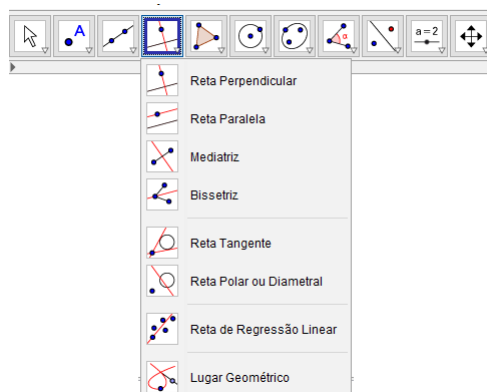 A
α
a=2
Reta Perpendicular
Reta Paralela
Mediatriz
Bissetriz
Reta Tangente
Reta Polar ou Diametral
Reta de Regressão Linear
Lugar Geométrico